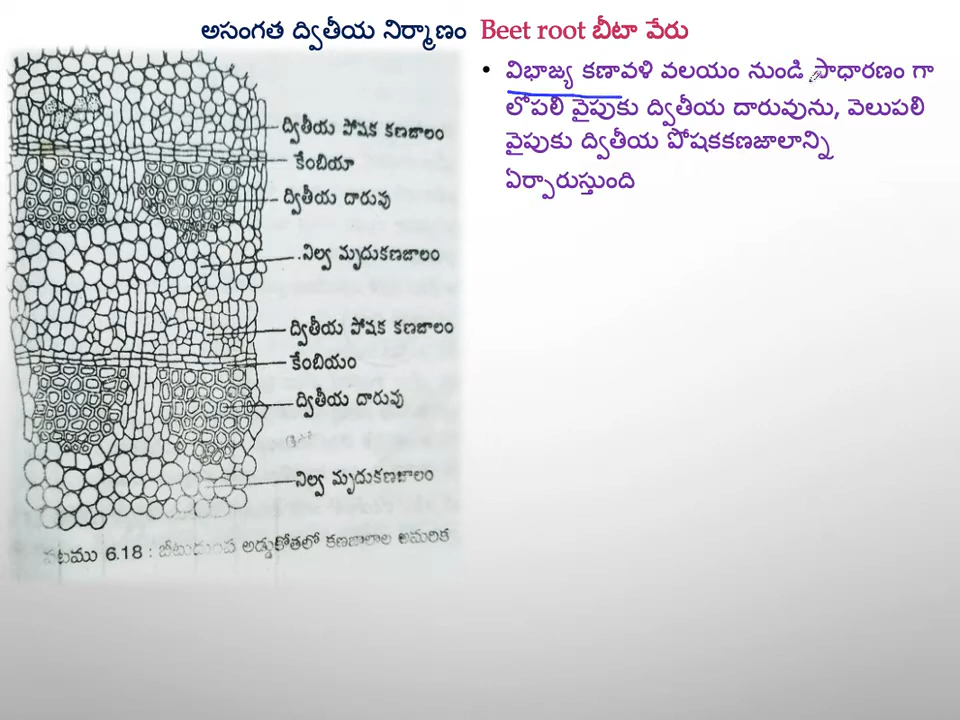 అసంగత ద్వితీయ నిర్మాణం Beet root బీటా వేరు
• విభాజ్య కణావళి వలయం నుండి సాధారణం గా
లోపలి వైపుకు ద్వితీయ దారువును, వెలుపలి
వైపుకు ద్వితీయ పోషకకణజాలాన్ని
ఏర్పారుస్తుంది
ద్వితీయ పోషక కణజాలం
కేంబియా
ద్వితీయ దారువు
నిల్వ మృదుకణజాలం
ద్వితీయ పోషక కణజాలం
కేంబియం
ద్వితీయ దారువు
నిల్వ మృదుకణజాలం
పటము 6.18 : బీటుదుంప అడ్డుకోతలో కణజాలాల అమరిక